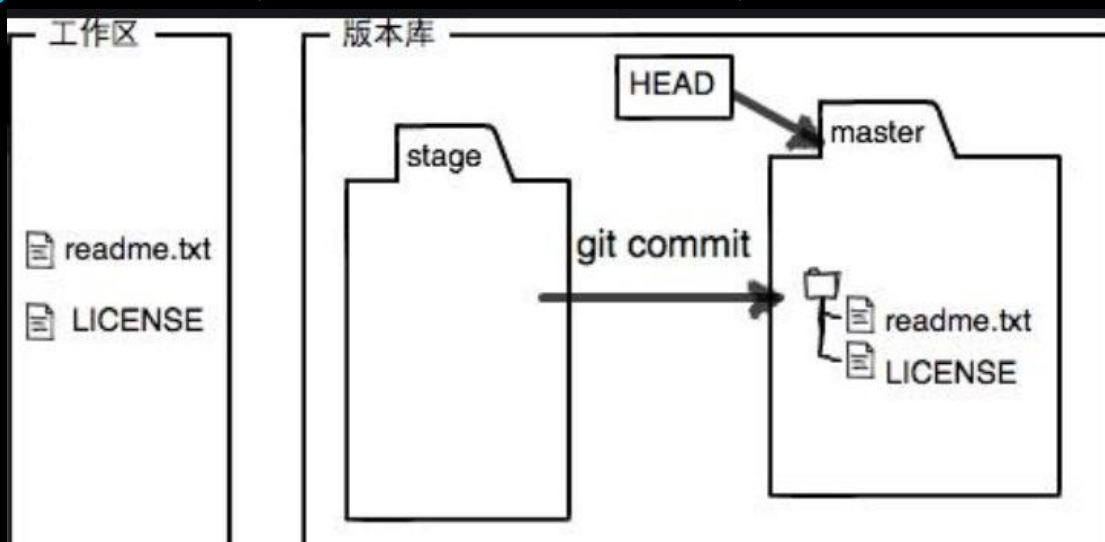 工作区
版本库
HEAD
master
stage
git commit
readme.txt
LICENSE
readme.txt
LICENSE